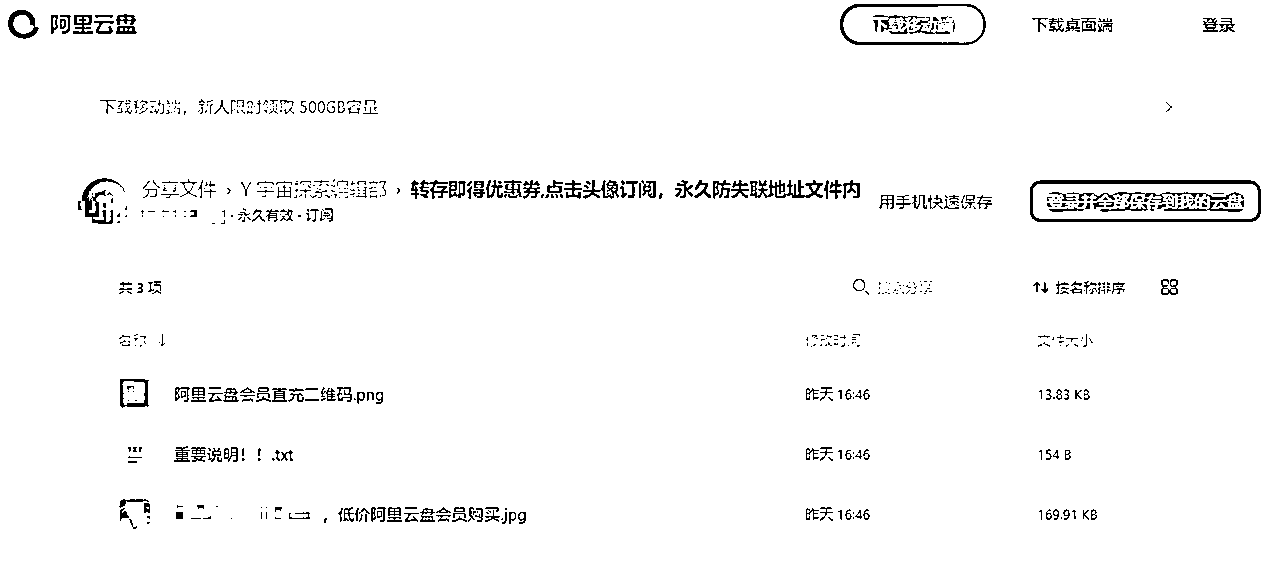 阿里云盘 下载移动端 下载桌面端 登录
下载移动端，新人限时领取 500GB容量
分享文件 › Y 宇宙探索编辑部 › 转存即得优惠券,点击头像订阅，永久防失联地址文件内
· 永久有效 · 订阅
用手机快速保存 登录并全部保存到我的云盘
共 3 项 搜索分享 按名称排序
名称 ↓ 修改时间 文件大小
阿里云盘会员直充二维码.png 昨天 16:46 13.83 KB
重要说明！！.txt 昨天 16:46 154 B
，低价阿里云盘会员购买.jpg 昨天 16:46 169.91 KB